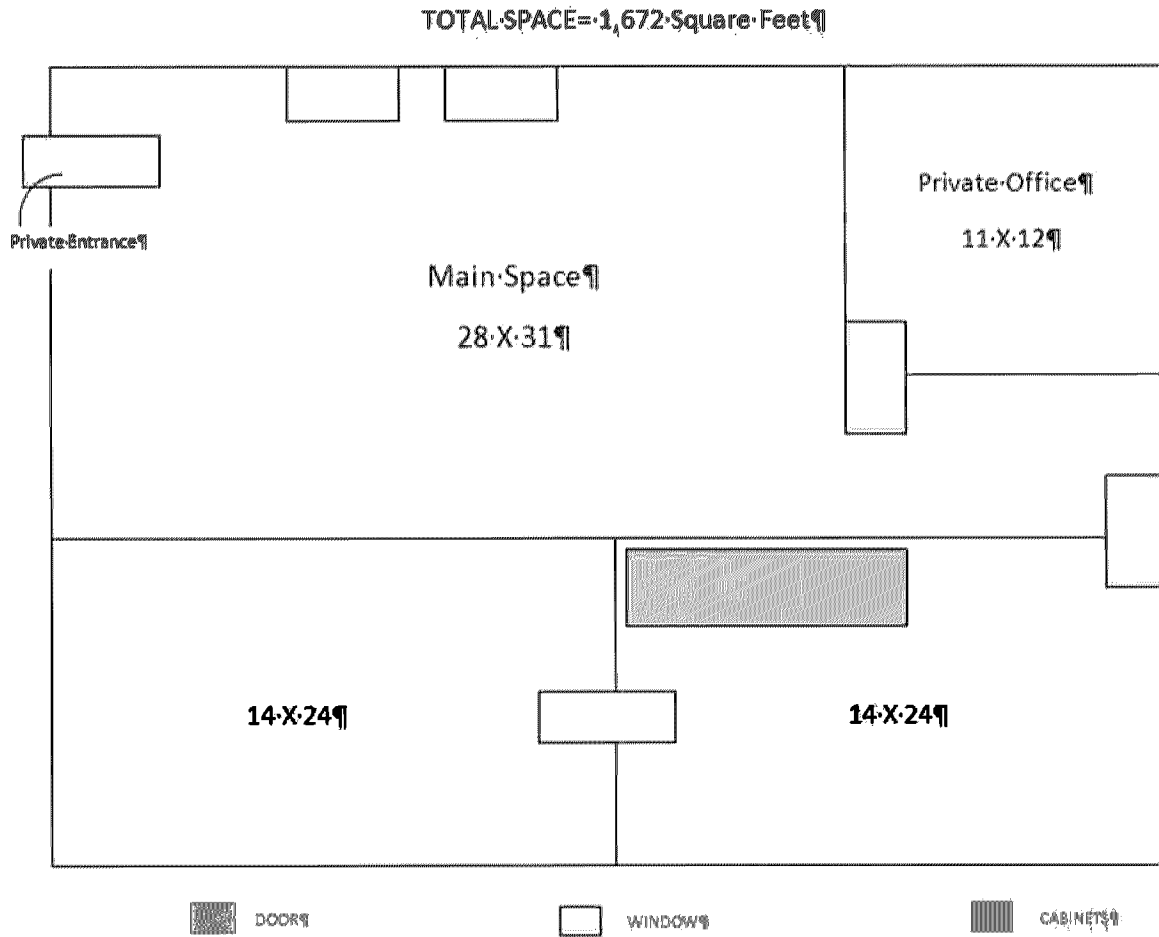 TOTAL·SPACE=·1,672·Square·Feet¶
Private·Office¶
11·X·12¶
Private·Entrance¶
Main·Space¶
28·X·31¶
14·X·24¶
14·X·24¶
DOOR¶
WINDOW¶
CABINETS¶